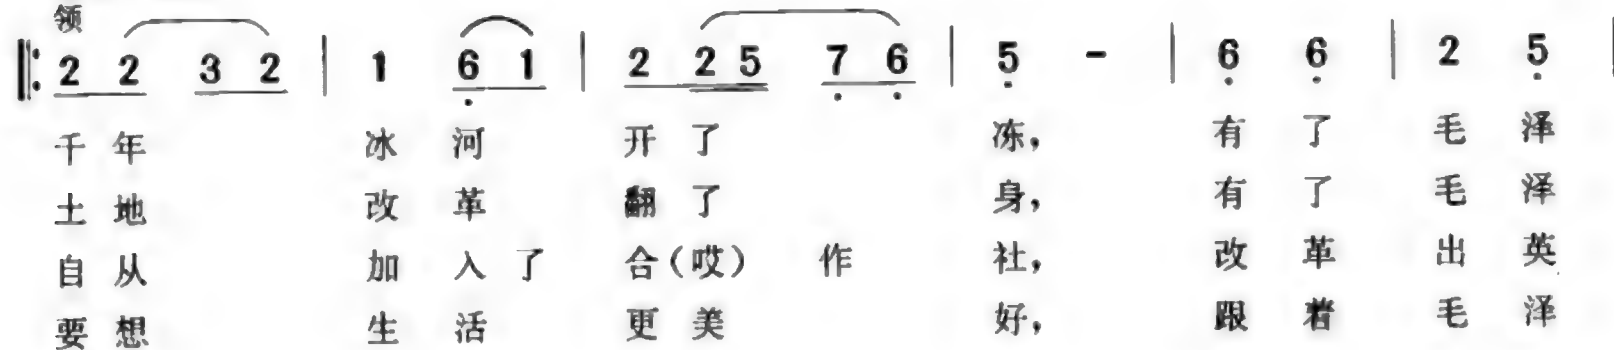 领
2 2 3 2 | 1 6 1 | 2 2 5 7 6 | 5 - | 6 6 | 2 5 |
千 年 冰 河 开 了 冻， 有 了 毛 泽
土 地 改 革 翻 了 身， 有 了 毛 泽
自 从 加 入 了 合（哎） 作 社， 改 革 出 英
要 想 生 活 更 美 好， 跟 着 毛 泽